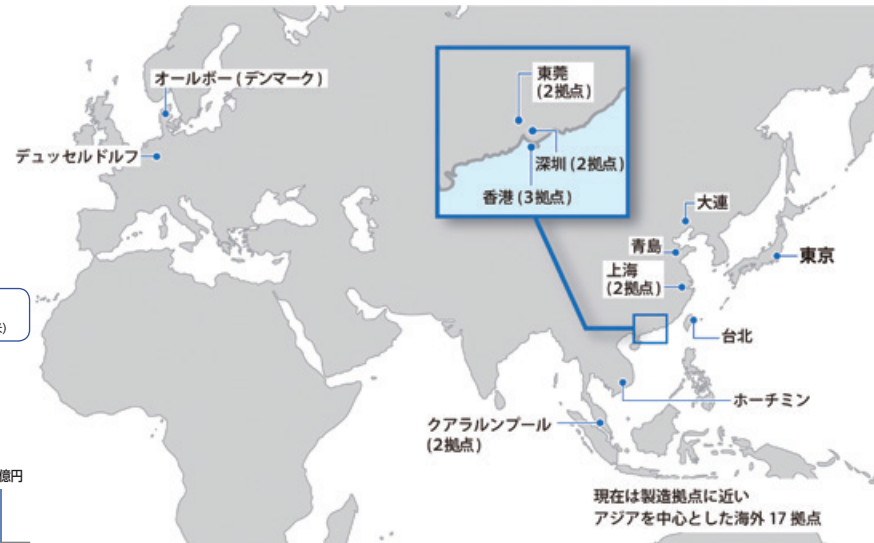 オールボー (デンマーク)
デュッセルドルフ
東莞
(2拠点)
深圳 (2拠点)
香港 (3拠点)
大連
青島
東京
上海
(2拠点)
台北
ホーチミン
クアラルンプール
(2拠点)
億円
現在は製造拠点に近い
アジアを中心とした海外 17 拠点